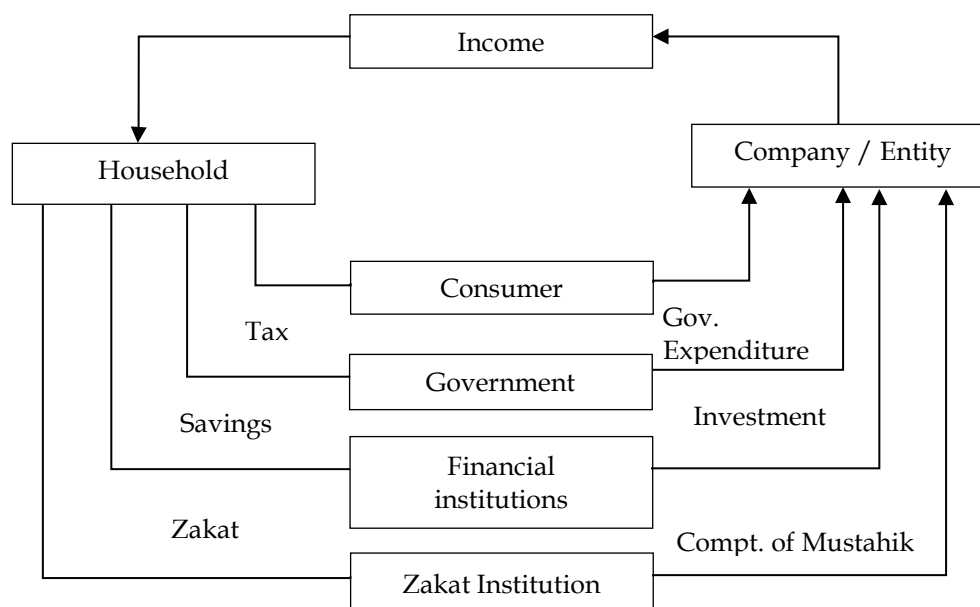 Income
Company / Entity
Household
Consumer
Tax
Gov.
Expenditure
Government
Savings
Investment
Financial
institutions
Zakat
Compt. of Mustahik
Zakat Institution